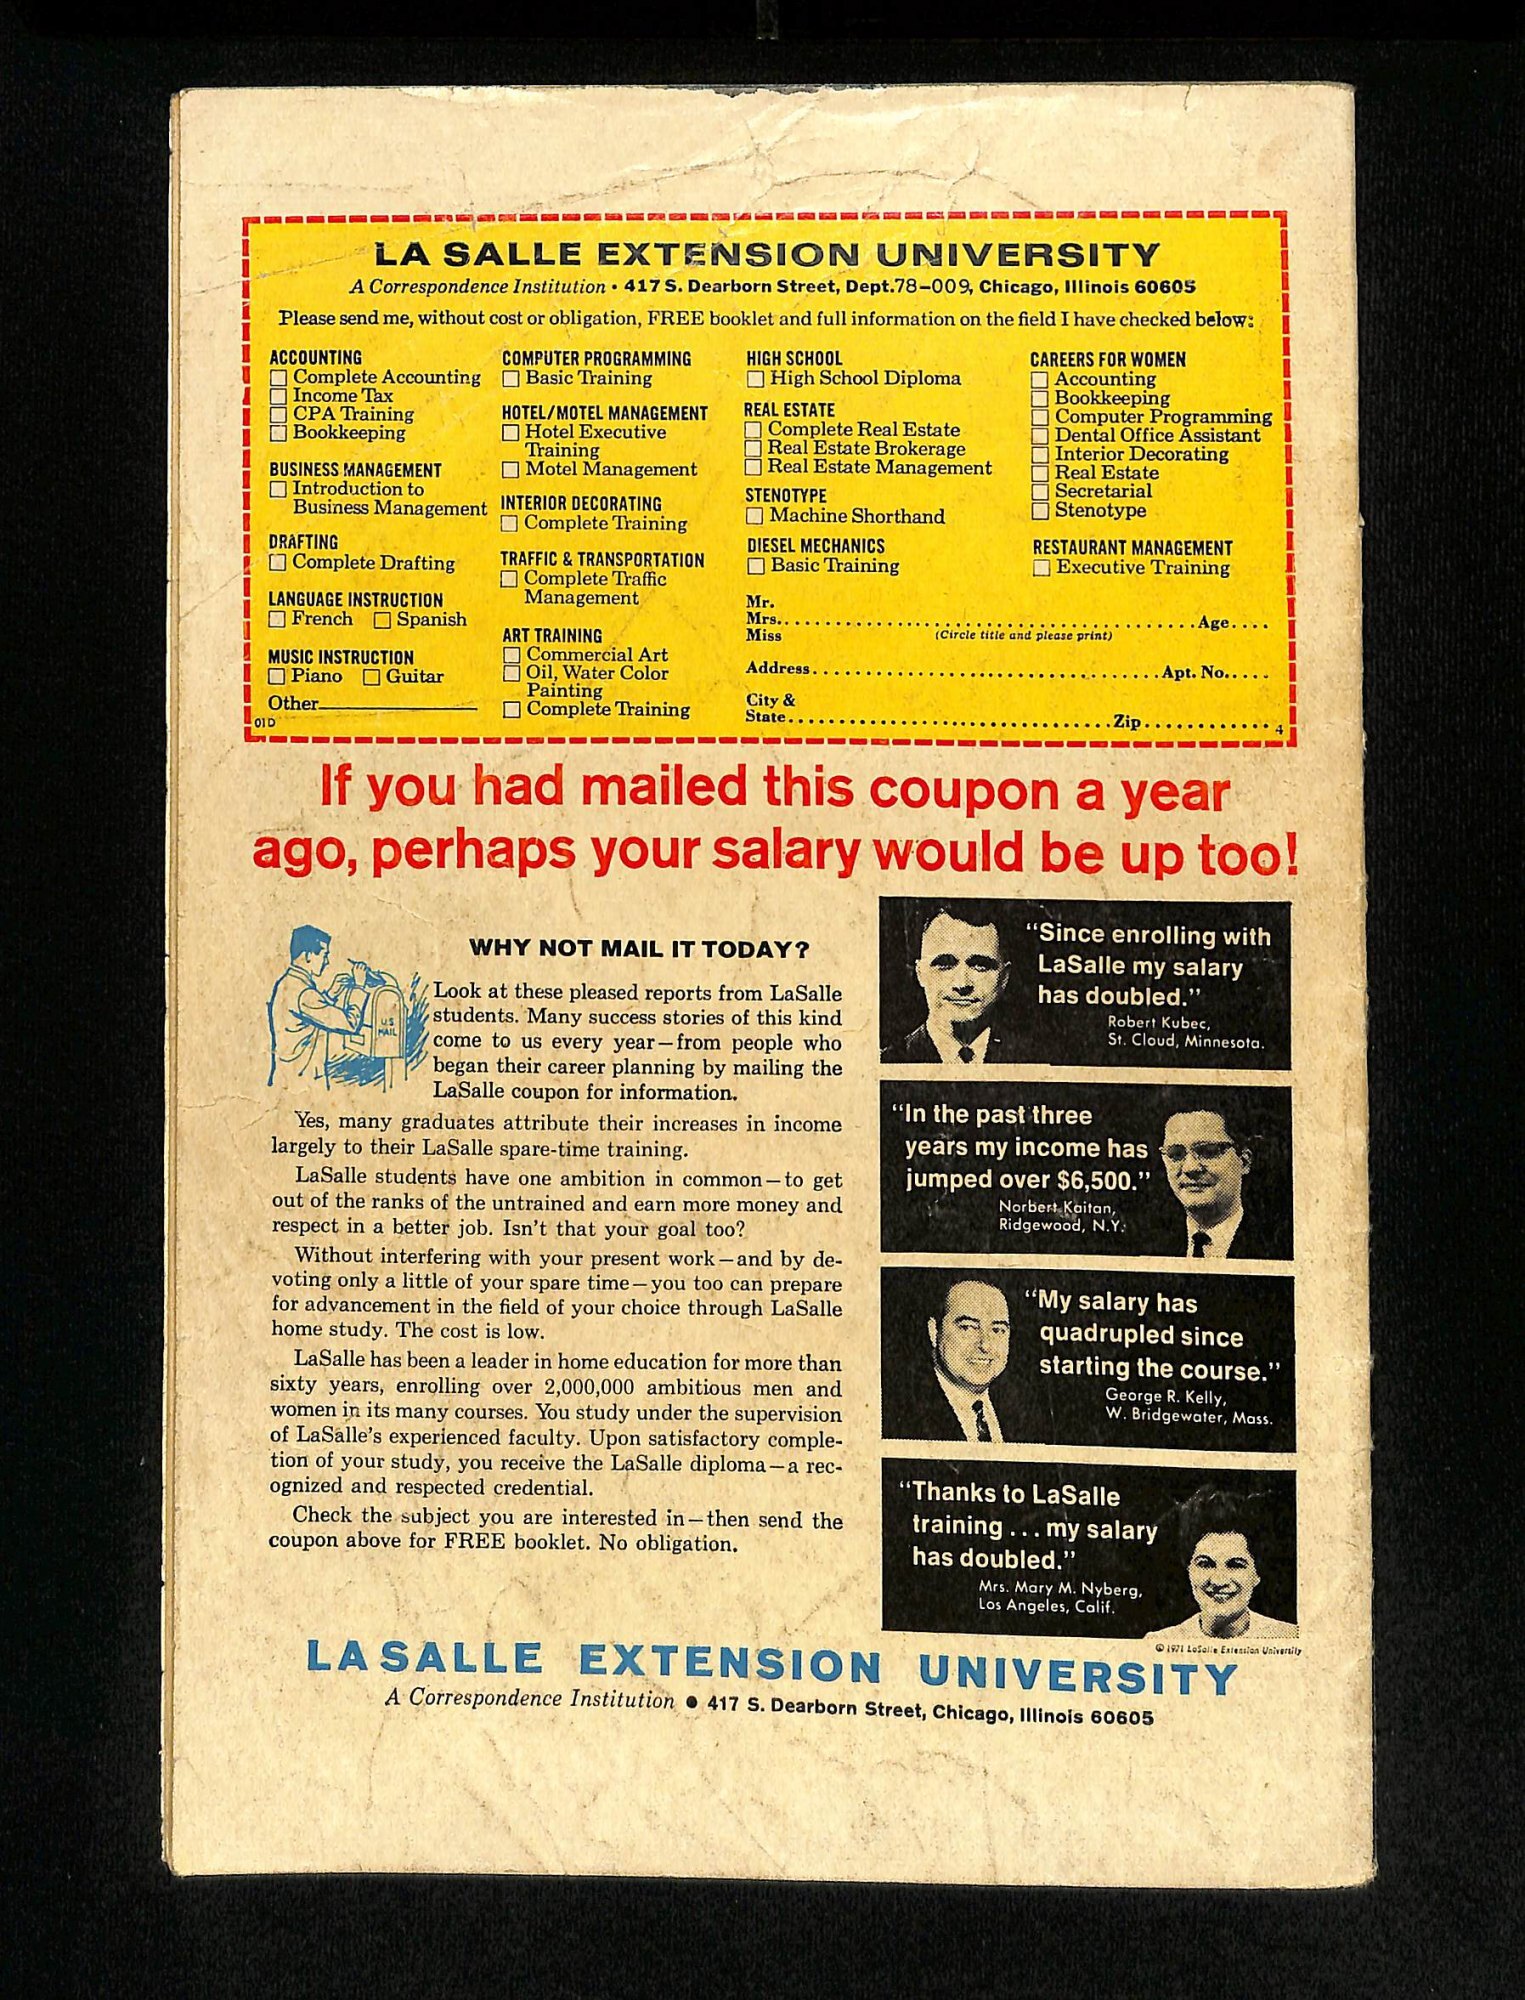 LA SALLE EXTENSION UNIVERSITY
A Correspondence Institution • 417 S. Dearborn Street, Dept.78-009, Chicago, Illinois 60605
Please send me, without cost or obligation, FREE booklet and full information on the field I have checked below:
ACCOUNTING
Complete Accounting
Income Tax
CPA Training
Bookkeeping
BUSINESS MANAGEMENT
Introduction to
Business Management
DRAFTING
Complete Drafting
LANGUAGE INSTRUCTION
French Spanish
MUSIC INSTRUCTION
Piano Guitar
Other
01D
COMPUTER PROGRAMMING
Basic Training
HOTEL/MOTEL MANAGEMENT
Hotel Executive
Training
Motel Management
INTERIOR DECORATING
Complete Training
TRAFFIC & TRANSPORTATION
Complete Traffic
Management
ART TRAINING
Commercial Art
Oil, Water Color
Painting
Complete Training
HIGH SCHOOL
High School Diploma
REAL ESTATE
Complete Real Estate
Real Estate Brokerage
Real Estate Management
STENOTYPE
Machine Shorthand
DIESEL MECHANICS
Basic Training
CAREERS FOR WOMEN
Accounting
Bookkeeping
Computer Programming
Dental Office Assistant
Interior Decorating
Real Estate
Secretarial
Stenotype
RESTAURANT MANAGEMENT
Executive Training
Mr.
Mrs. Age
Miss (Circle title and please print)
Address Apt. No.
City &
State Zip 4
If you had mailed this coupon a year
ago, perhaps your salary would be up too!
U.S.
MAIL
WHY NOT MAIL IT TODAY?
Look at these pleased reports from LaSalle
students. Many success stories of this kind
come to us every year—from people who
began their career planning by mailing the
LaSalle coupon for information.
Yes, many graduates attribute their increases in income
largely to their LaSalle spare-time training.
LaSalle students have one ambition in common—to get
out of the ranks of the untrained and earn more money and
respect in a better job. Isn't that your goal too?
Without interfering with your present work—and by de-
voting only a little of your spare time—you too can prepare
for advancement in the field of your choice through LaSalle
home study. The cost is low.
LaSalle has been a leader in home education for more than
sixty years, enrolling over 2,000,000 ambitious men and
women in its many courses. You study under the supervision
of LaSalle's experienced faculty. Upon satisfactory comple-
tion of your study, you receive the LaSalle diploma—a rec-
ognized and respected credential.
Check the subject you are interested in—then send the
coupon above for FREE booklet. No obligation.
"Since enrolling with
LaSalle my salary
has doubled."
Robert Kubec,
St. Cloud, Minnesota.
"In the past three
years my income has
jumped over $6,500."
Norbert Kaitan,
Ridgewood, N.Y.
"My salary has
quadrupled since
starting the course."
George R. Kelly,
W. Bridgewater, Mass.
"Thanks to LaSalle
training . . . my salary
has doubled."
Mrs. Mary M. Nyberg,
Los Angeles, Calif.
© 1971 LaSalle Extension University
LA SALLE EXTENSION UNIVERSITY
A Correspondence Institution ● 417 S. Dearborn Street, Chicago, Illinois 60605